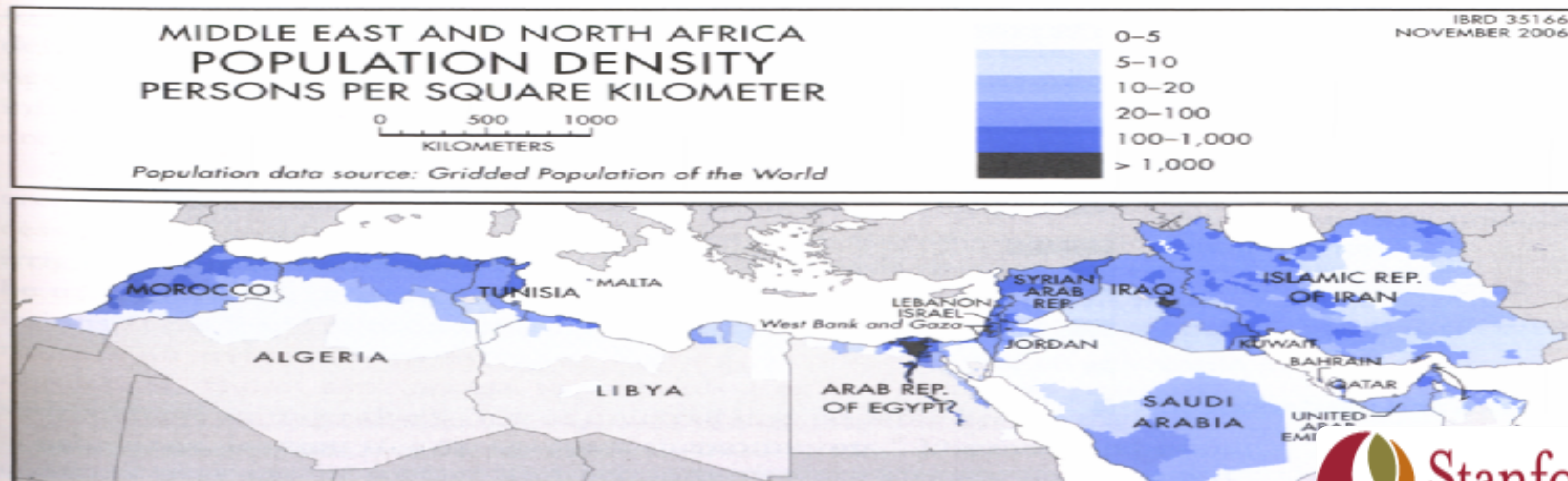 MIDDLE EAST AND NORTH AFRICA
POPULATION DENSITY
PERSONS PER SQUARE KILOMETER
0 500 1000
KILOMETERS
Population data source: Gridded Population of the World
0–5
5–10
10–20
20–100
100–1,000
> 1,000
IBRD 35166
NOVEMBER 2006
MOROCCO
ALGERIA
TUNISIA
MALTA
LIBYA
ARAB REP.
OF EGYPT
LEBANON
ISRAEL
West Bank and Gaza
SYRIAN
ARAB
REP.
IRAQ
JORDAN
ISLAMIC REP.
OF IRAN
KUWAIT
BAHRAIN
QATAR
SAUDI
ARABIA
UNITED
ARAB
EMI
Stanfo